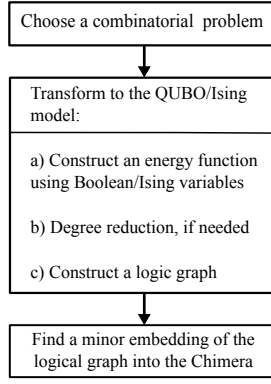 Choose a combinatorial problem
Transform to the QUBO/Ising
model:
a) Construct an energy function
using Boolean/Ising variables
b) Degree reduction, if needed
c) Construct a logic graph
Find a minor embedding of the
logical graph into the Chimera